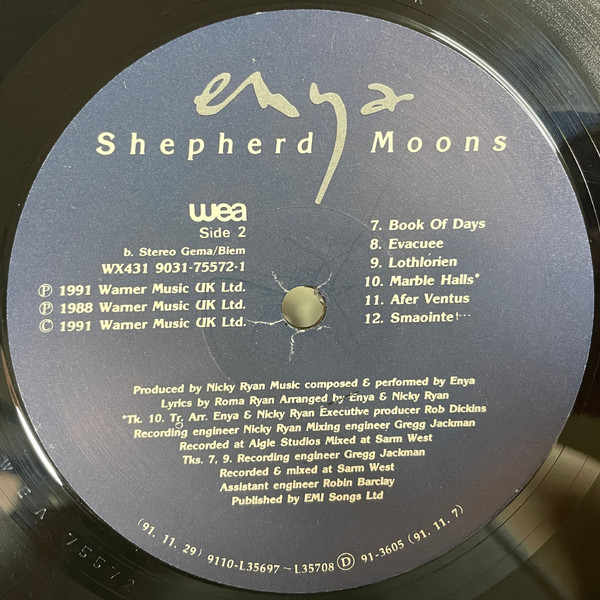 enya
Shepherd Moons
wea
Side 2
b. Stereo Gema/Biem
WX431 9031-75572-1
Ⓟ 1991 Warner Music UK Ltd.
Ⓟ 1988 Warner Music UK Ltd.
© 1991 Warner Music UK Ltd.
7. Book Of Days
8. Evacuee
9. Lothlorien
10. Marble Halls*
11. Afer Ventus
12. Smaointe...
Produced by Nicky Ryan Music composed & performed by Enya
Lyrics by Roma Ryan Arranged by Enya & Nicky Ryan
*Tk. 10. Tr. Arr. Enya & Nicky Ryan Executive producer Rob Dickins
Recording engineer Nicky Ryan Mixing engineer Gregg Jackman
Recorded at Aigle Studios Mixed at Sarm West
Tks. 7, 9. Recording engineer Gregg Jackman
Recorded & mixed at Sarm West
Assistant engineer Robin Barclay
Published by EMI Songs Ltd
(91. 11. 29) 9110-L35697~L35708 Ⓓ 91-3605 (91. 11. 7)
WEA 75572